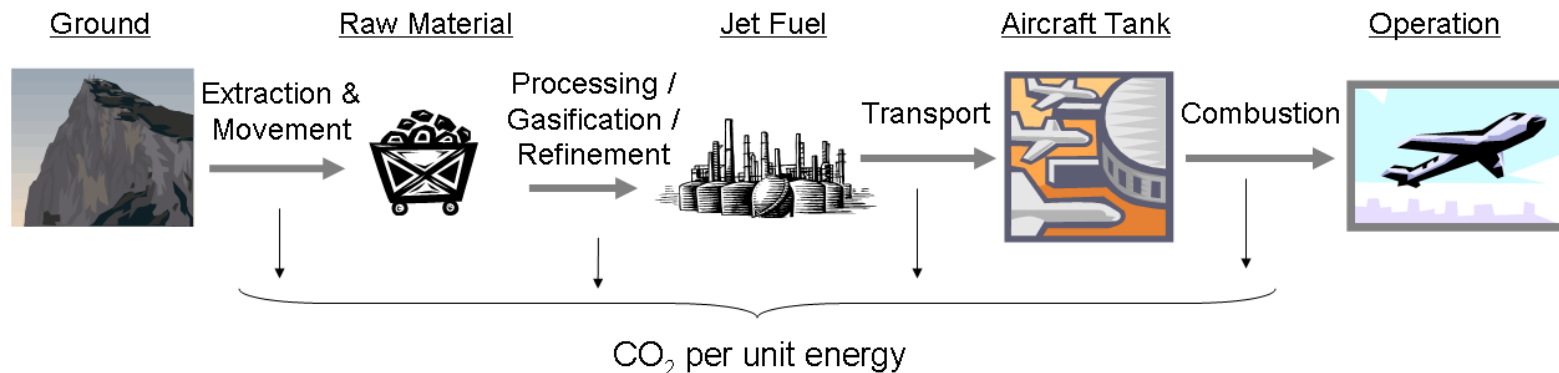 Ground
Raw Material
Jet Fuel
Aircraft Tank
Operation
Extraction &
Movement
Processing /
Gasification /
Refinement
Transport
Combustion
CO₂ per unit energy